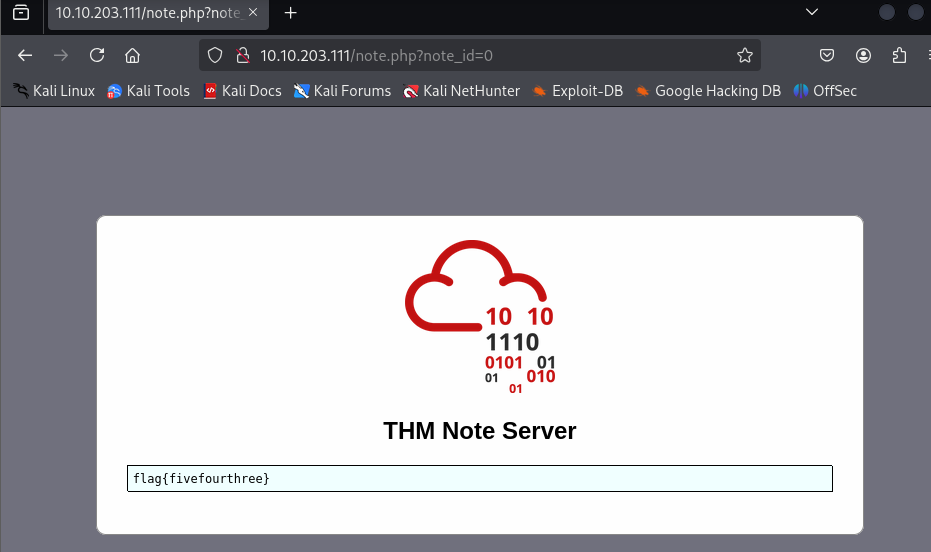 10.10.203.111/note.php?note_
10.10.203.111/note.php?note_id=0
Kali Linux Kali Tools Kali Docs Kali Forums Kali NetHunter Exploit-DB Google Hacking DB OffSec
10 10
1110
0101 01
01 010
01
THM Note Server
flag{fivefourthree}